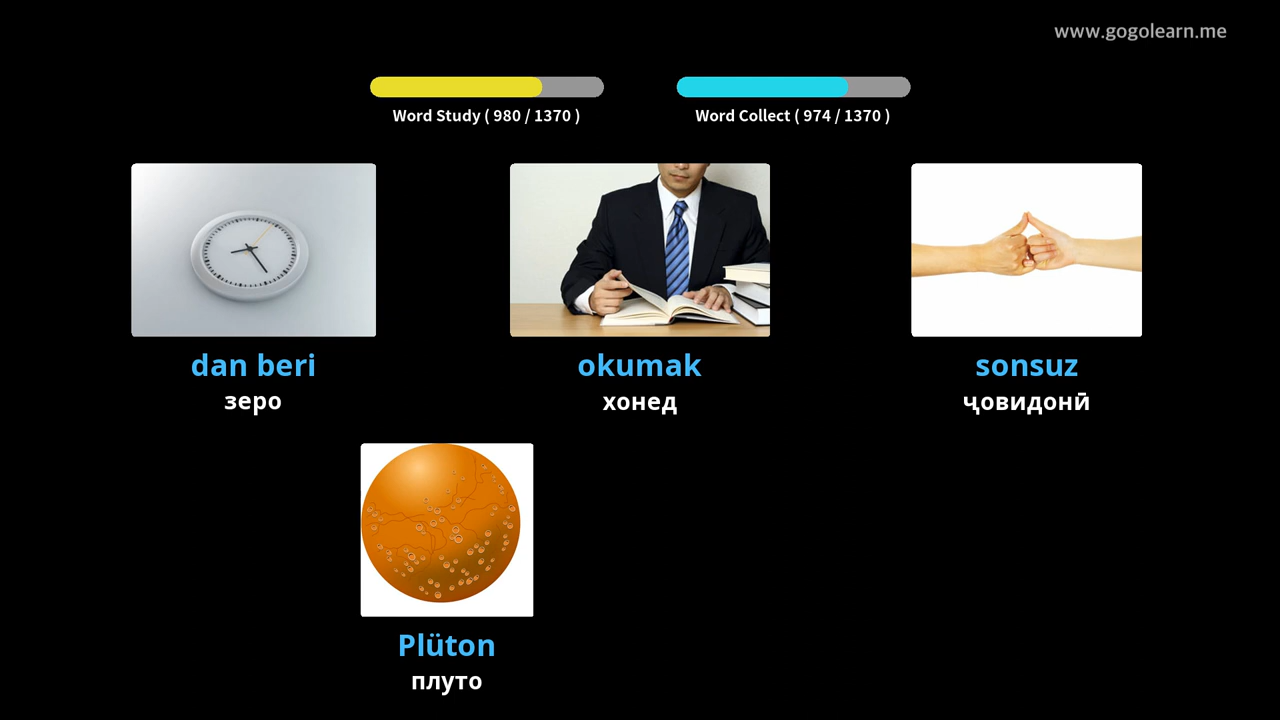 www.gogolearn.me
Word Study ( 980 / 1370 )
Word Collect ( 974 / 1370 )
dan beri
зеро
okumak
хонед
sonsuz
ҷовидонӣ
Plüton
плуто